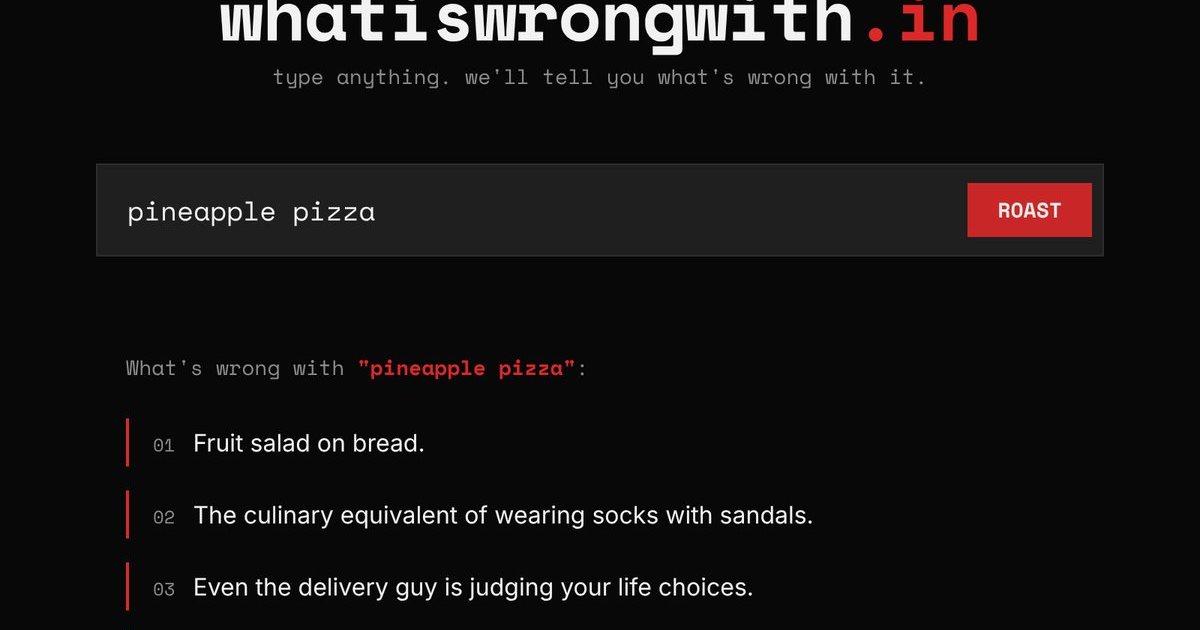 whatiswrongwith.in
type anything. we'll tell you what's wrong with it.
pineapple pizza
ROAST
What's wrong with "pineapple pizza":
01 Fruit salad on bread.
02 The culinary equivalent of wearing socks with sandals.
03 Even the delivery guy is judging your life choices.